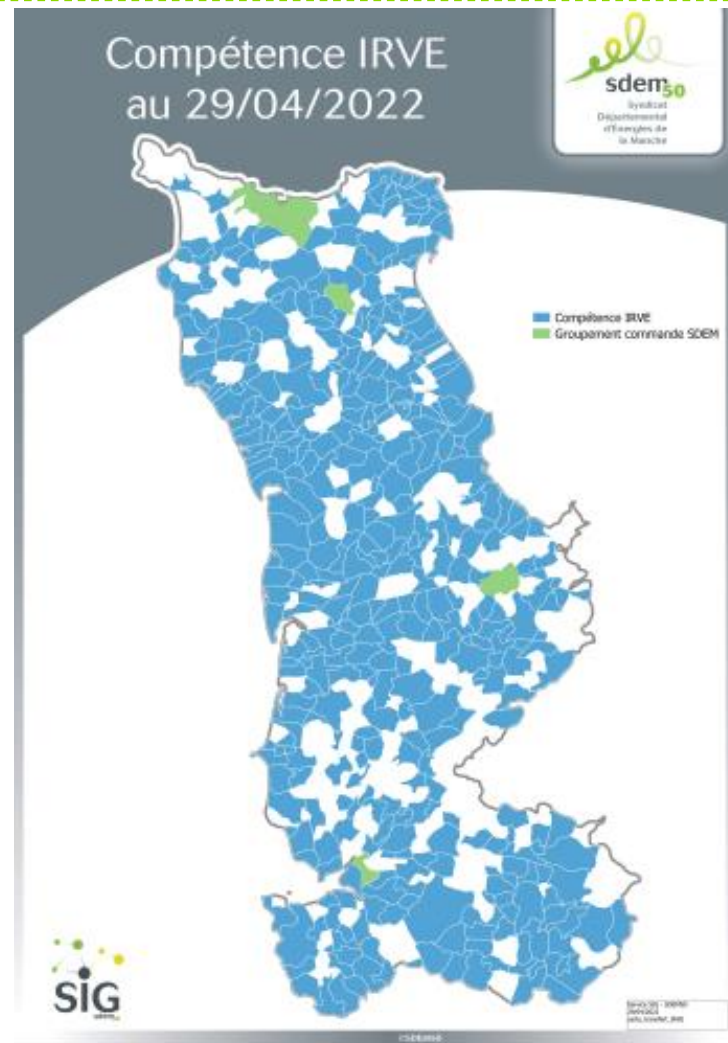 Compétence IRVE
au 29/04/2022
sdem50
Syndicat
Départemental
d'Energies de
la Manche
Compétence IRVE
Groupement commande SDEM
SIG